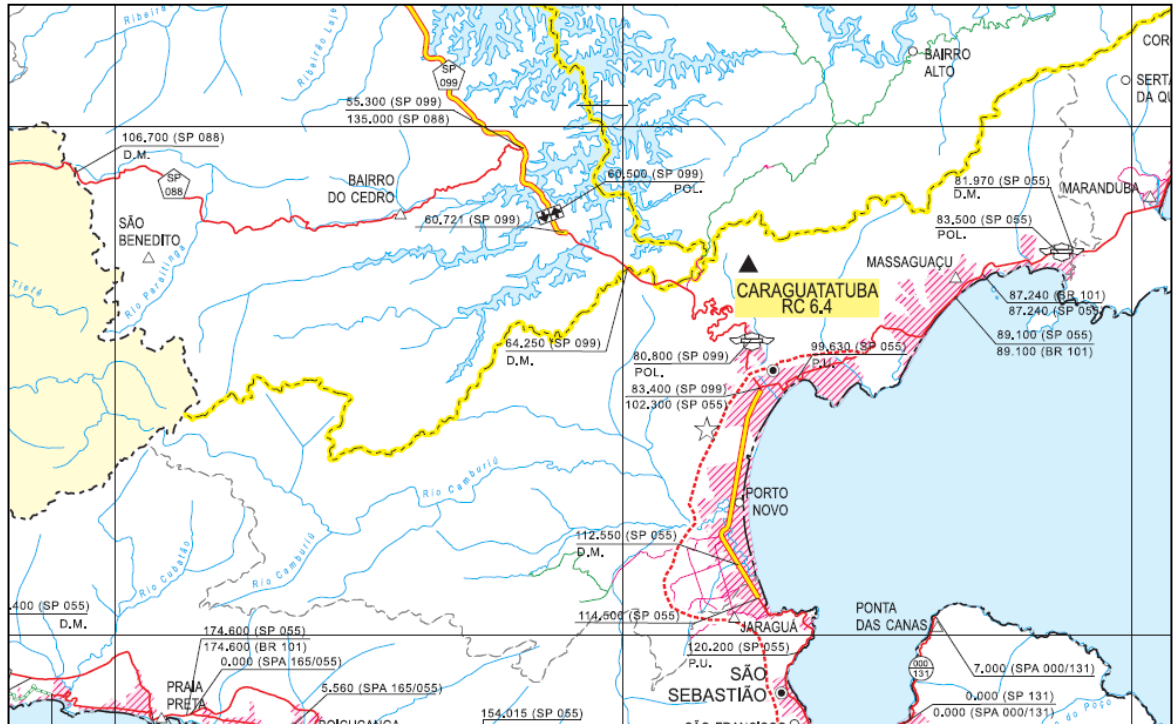 Ribeirão Laje
SP
099
BAIRRO
ALTO
55.300 (SP 099)
135.000 (SP 088)
106.700 (SP 088)
D.M.
SP
088
BAIRRO
DO CEDRO
60.500 (SP 099)
POL.
81.970 (SP 055)
D.M.
MARANDUBA
SÃO
BENEDITO
60.721 (SP 099)
83.500 (SP 055)
POL.
Rio Paraitinga
Tietê
MASSAGUAÇU
CARAGUATATUBA
RC 6.4
87.240 (BR 101)
87.240 (SP 055)
64.250 (SP 099)
D.M.
80.800 (SP 099)
POL.
99.630 (SP 055)
P.U.
89.100 (SP 055)
89.100 (BR 101)
83.400 (SP 099)
102.300 (SP 055)
Rio Camburiú
PORTO
NOVO
112.550 (SP 055)
D.M.
Rio Cubatão
Rio Camburiú
.400 (SP 055)
D.M.
114.500 (SP 055)
JARAGUÁ
PONTA
DAS CANAS
174.600 (SP 055)
174.600 (BR 101)
0.000 (SPA 165/055)
120.200 (SP 055)
P.U.
SÃO
SEBASTIÃO
000
131
7.000 (SPA 000/131)
PRAIA
PRETA
5.560 (SPA 165/055)
0.000 (SP 131)
0.000 (SPA 000/131)
154.015 (SP 055)